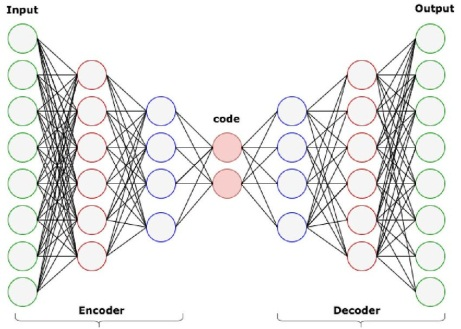 Input
Output
code
Encoder
Decoder